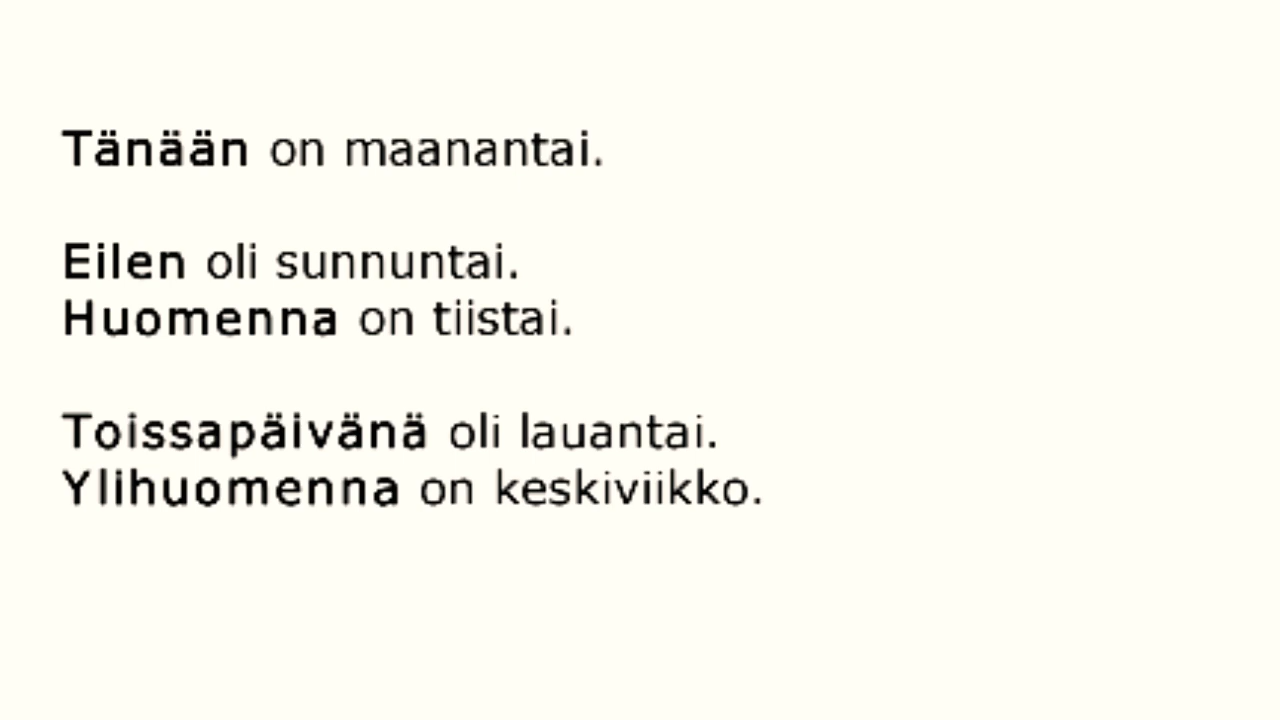 Tänään on maanantai.
Eilen oli sunnuntai.
Huomenna on tiistai.
Toissapäivänä oli lauantai.
Ylihuomenna on keskiviikko.